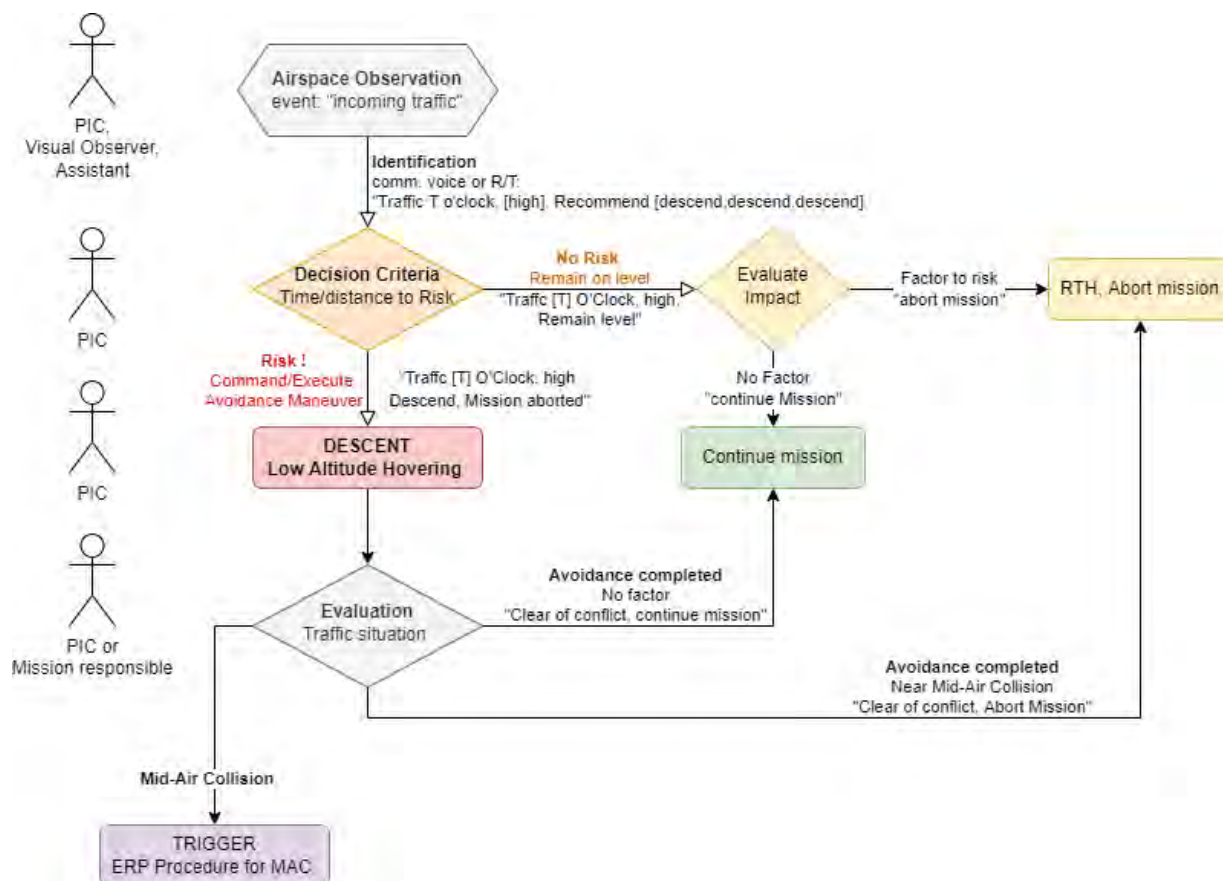 PIC,
Visual Observer,
Assistant
Airspace Observation
event: "incoming traffic"
Identification
comm. voice or R/T:
"Traffic T o'clock, [high]. Recommend [descend,descend,descend]
PIC
Decision Criteria
Time/distance to Risk
No Risk
Remain on level
"Traffc [T] O'Clock, high,
Remain level"
Evaluate
Impact
Factor to risk
"abort mission"
RTH, Abort mission
Risk !
Command/Execute
Avoidance Maneuver
"Traffc [T] O'Clock, high
Descend, Mission aborted"
No Factor
"continue Mission"
PIC
DESCENT
Low Altitude Hovering
Continue mission
PIC or
Mission responsible
Evaluation
Traffic situation
Avoidance completed
No factor
"Clear of conflict, continue mission"
Avoidance completed
Near Mid-Air Collision
"Clear of conflict, Abort Mission"
Mid-Air Collision
TRIGGER
ERP Procedure for MAC